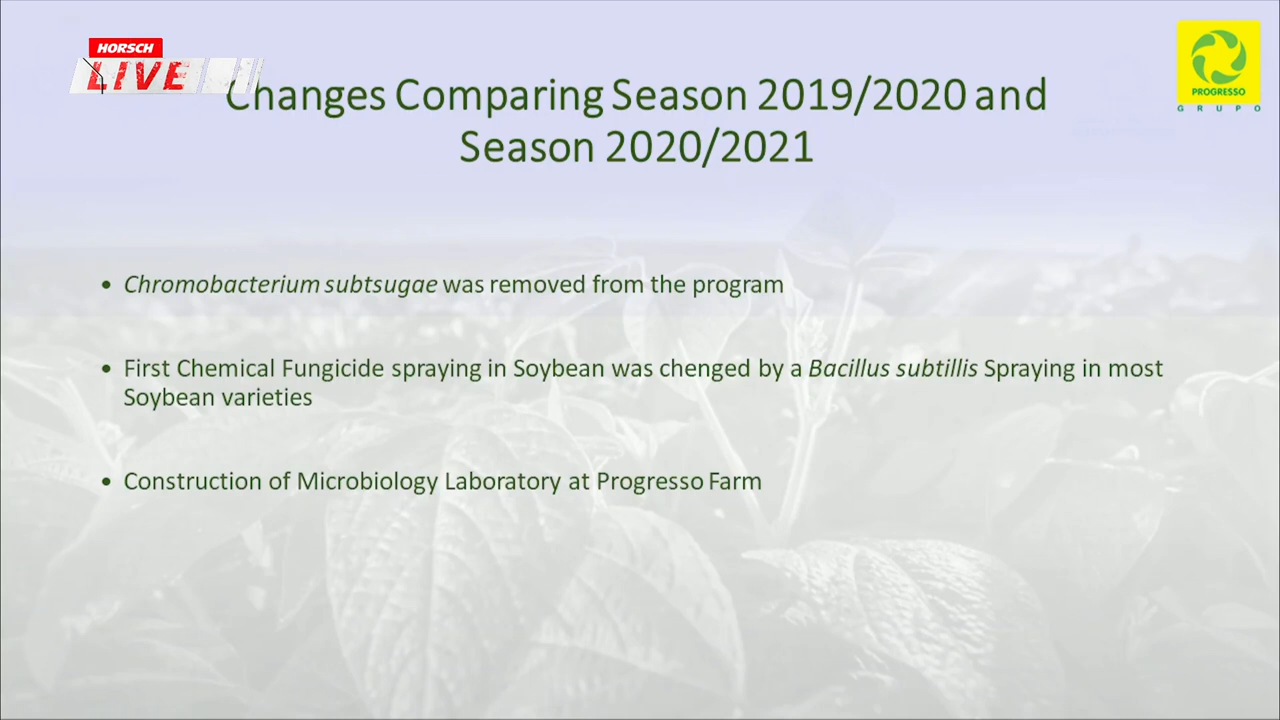 HORSCH
LIVE
Changes Comparing Season 2019/2020 and
Season 2020/2021
PROGRESSO
GRUPO
• Chromobacterium subtsugae was removed from the program
• First Chemical Fungicide spraying in Soybean was chenged by a Bacillus subtillis Spraying in most
Soybean varieties
• Construction of Microbiology Laboratory at Progresso Farm